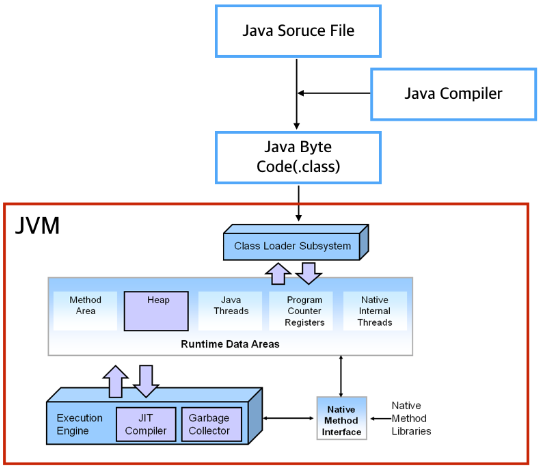 Java Soruce File
Java Compiler
Java Byte
Code(.class)
JVM
Class Loader Subsystem
Method
Area
Heap
Java
Threads
Program
Counter
Registers
Native
Internal
Threads
Runtime Data Areas
Execution
Engine
JIT
Compiler
Garbage
Collector
Native
Method
Interface
Native
Method
Libraries